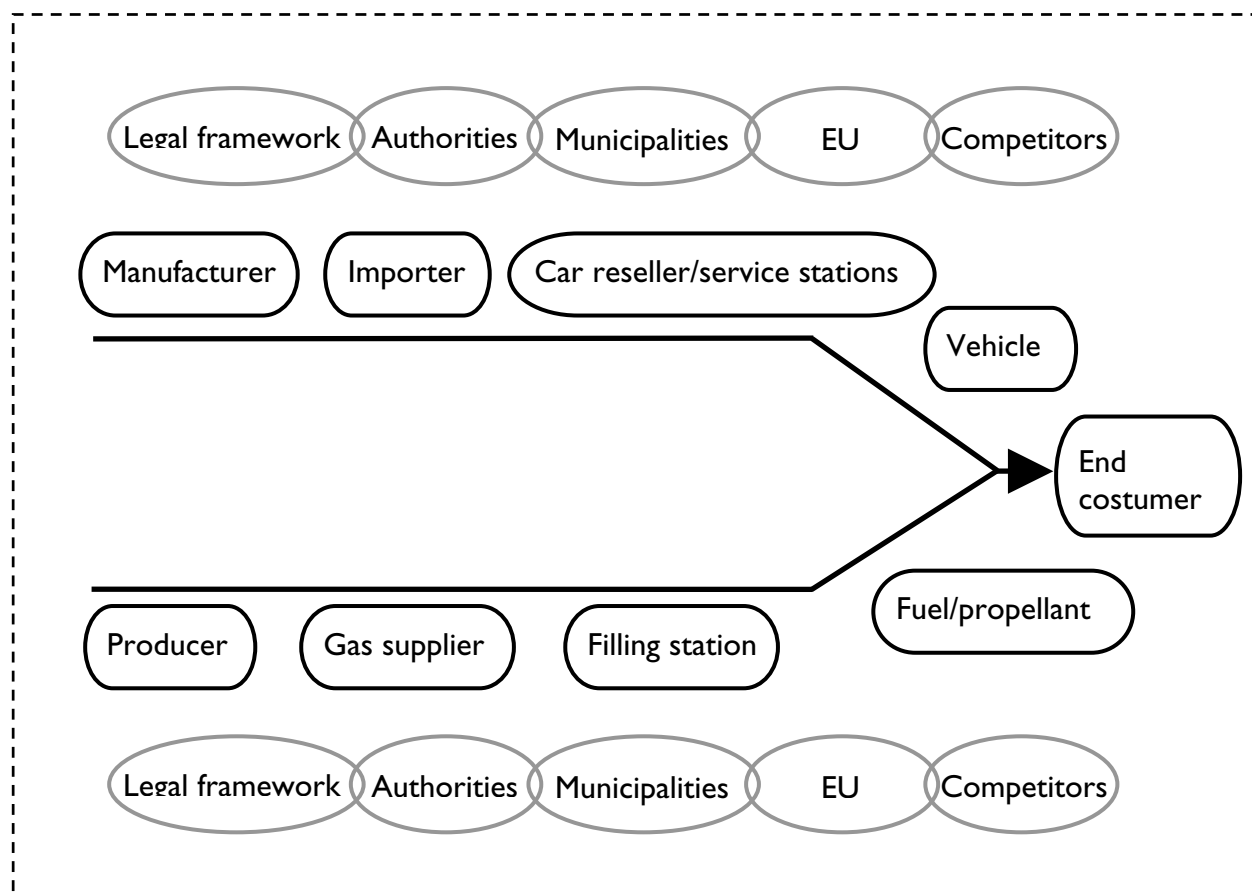 Legal framework Authorities Municipalities EU Competitors
Manufacturer Importer Car reseller/service stations
Vehicle
End
costumer
Fuel/propellant
Producer Gas supplier Filling station
Legal framework Authorities Municipalities EU Competitors